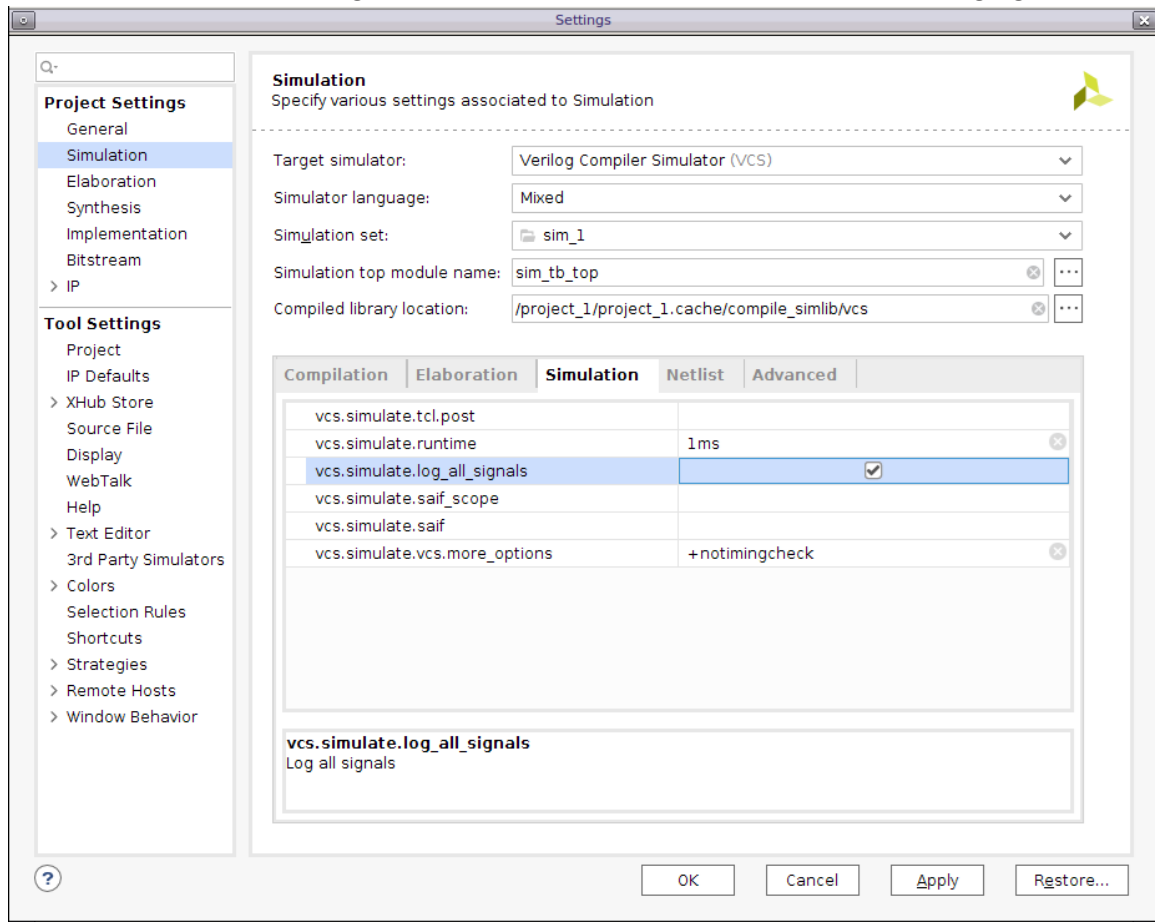 Settings
Q-
Project Settings
General
Simulation
Elaboration
Synthesis
Implementation
Bitstream
> IP
Tool Settings
Project
IP Defaults
> XHub Store
Source File
Display
WebTalk
Help
> Text Editor
3rd Party Simulators
> Colors
Selection Rules
Shortcuts
> Strategies
> Remote Hosts
> Window Behavior
Simulation
Specify various settings associated to Simulation
Target simulator: Verilog Compiler Simulator (VCS)
Simulator language: Mixed
Simulation set: sim_1
Simulation top module name: sim_tb_top
Compiled library location: /project_1/project_1.cache/compile_simlib/vcs
Compilation Elaboration Simulation Netlist Advanced
vcs.simulate.tcl.post
vcs.simulate.runtime 1ms
vcs.simulate.log_all_signals
vcs.simulate.saif_scope
vcs.simulate.saif
vcs.simulate.vcs.more_options +notimingcheck
vcs.simulate.log_all_signals
Log all signals
? OK Cancel Apply Restore...